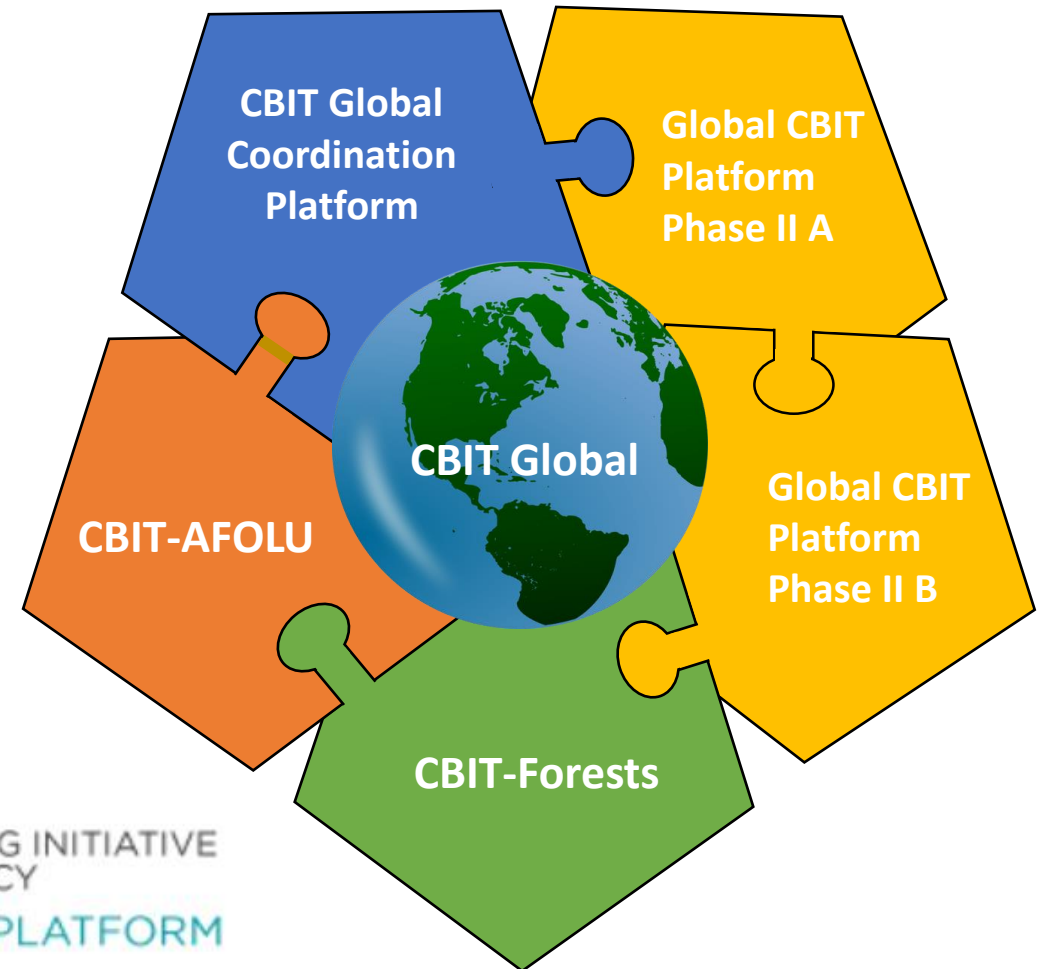 CBIT Global
Coordination
Platform
Global CBIT
Platform
Phase II A
CBIT Global
CBIT-AFOLU
Global CBIT
Platform
Phase II B
CBIT-Forests
G INITIATIVE
CY
PLATFORM